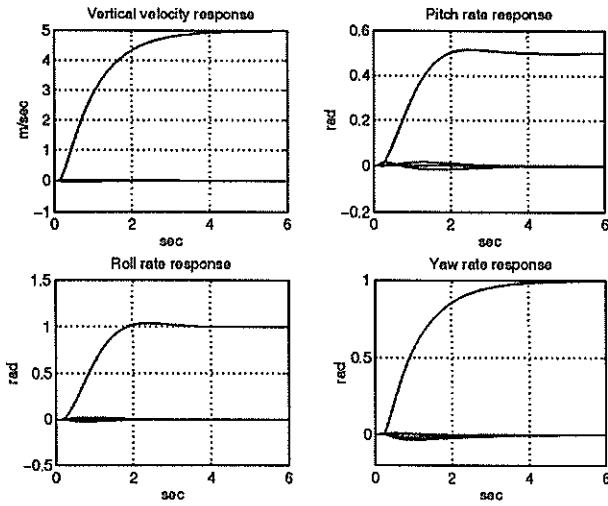 Vertical velocity response
5
4
3
2
1
0
-1
m/sec
0 2 4 6
sec
Pitch rate response
0.6
0.4
0.2
0
-0.2
rad
0 2 4 6
sec
Roll rate response
1.5
1
0.5
0
-0.5
rad
0 2 4 6
sec
Yaw rate response
1
0.5
0
rad
0 2 4 6
sec